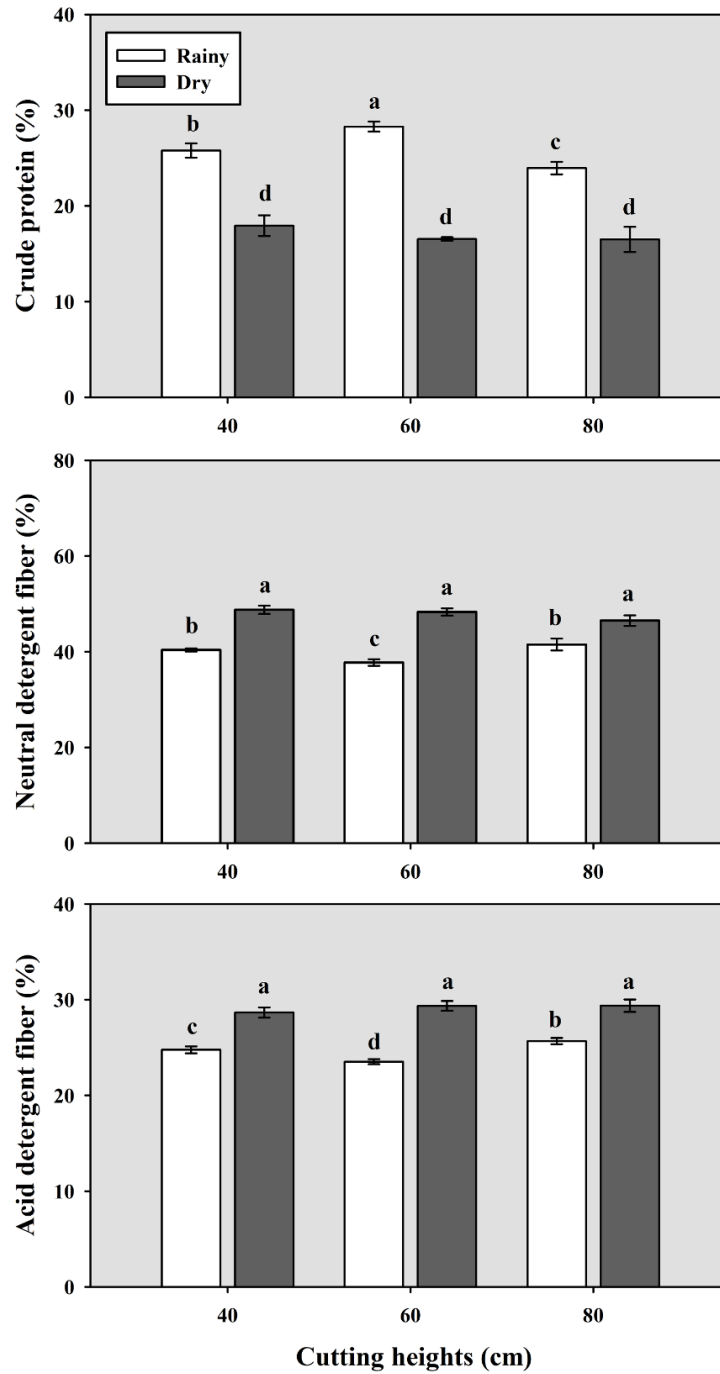 Crude protein (%)
40
30
20
10
0
Rainy
Dry
b
d
a
d
c
d
40
60
80
Neutral detergent fiber (%)
80
60
40
20
0
b
a
c
a
b
a
40
60
80
Acid detergent fiber (%)
40
30
20
10
0
c
a
d
a
b
a
40
60
80
Cutting heights (cm)